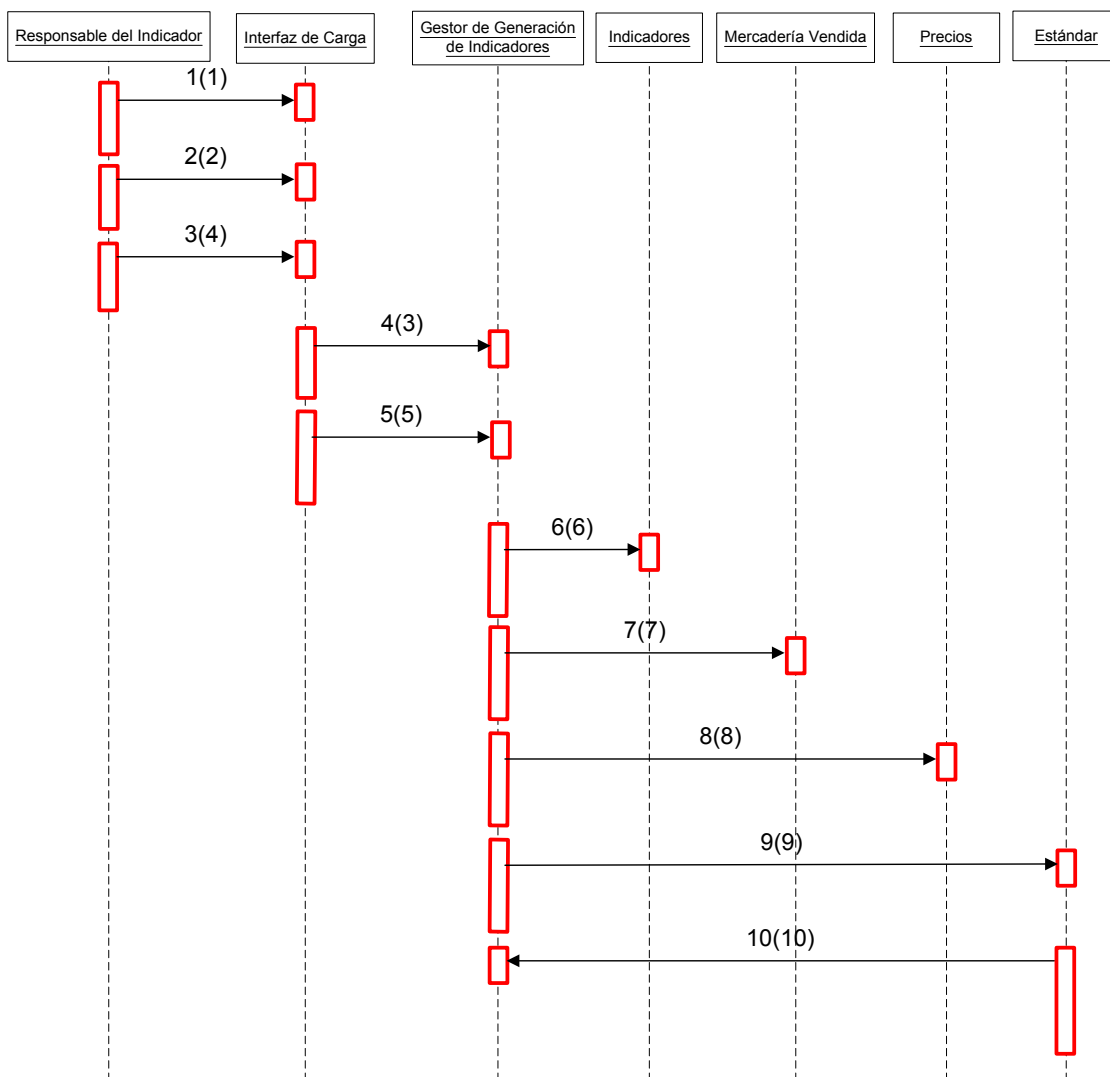 Responsable del Indicador
Interfaz de Carga
Gestor de Generación
de Indicadores
Indicadores
Mercadería Vendida
Precios
Estándar
1(1)
2(2)
3(4)
4(3)
5(5)
6(6)
7(7)
8(8)
9(9)
10(10)